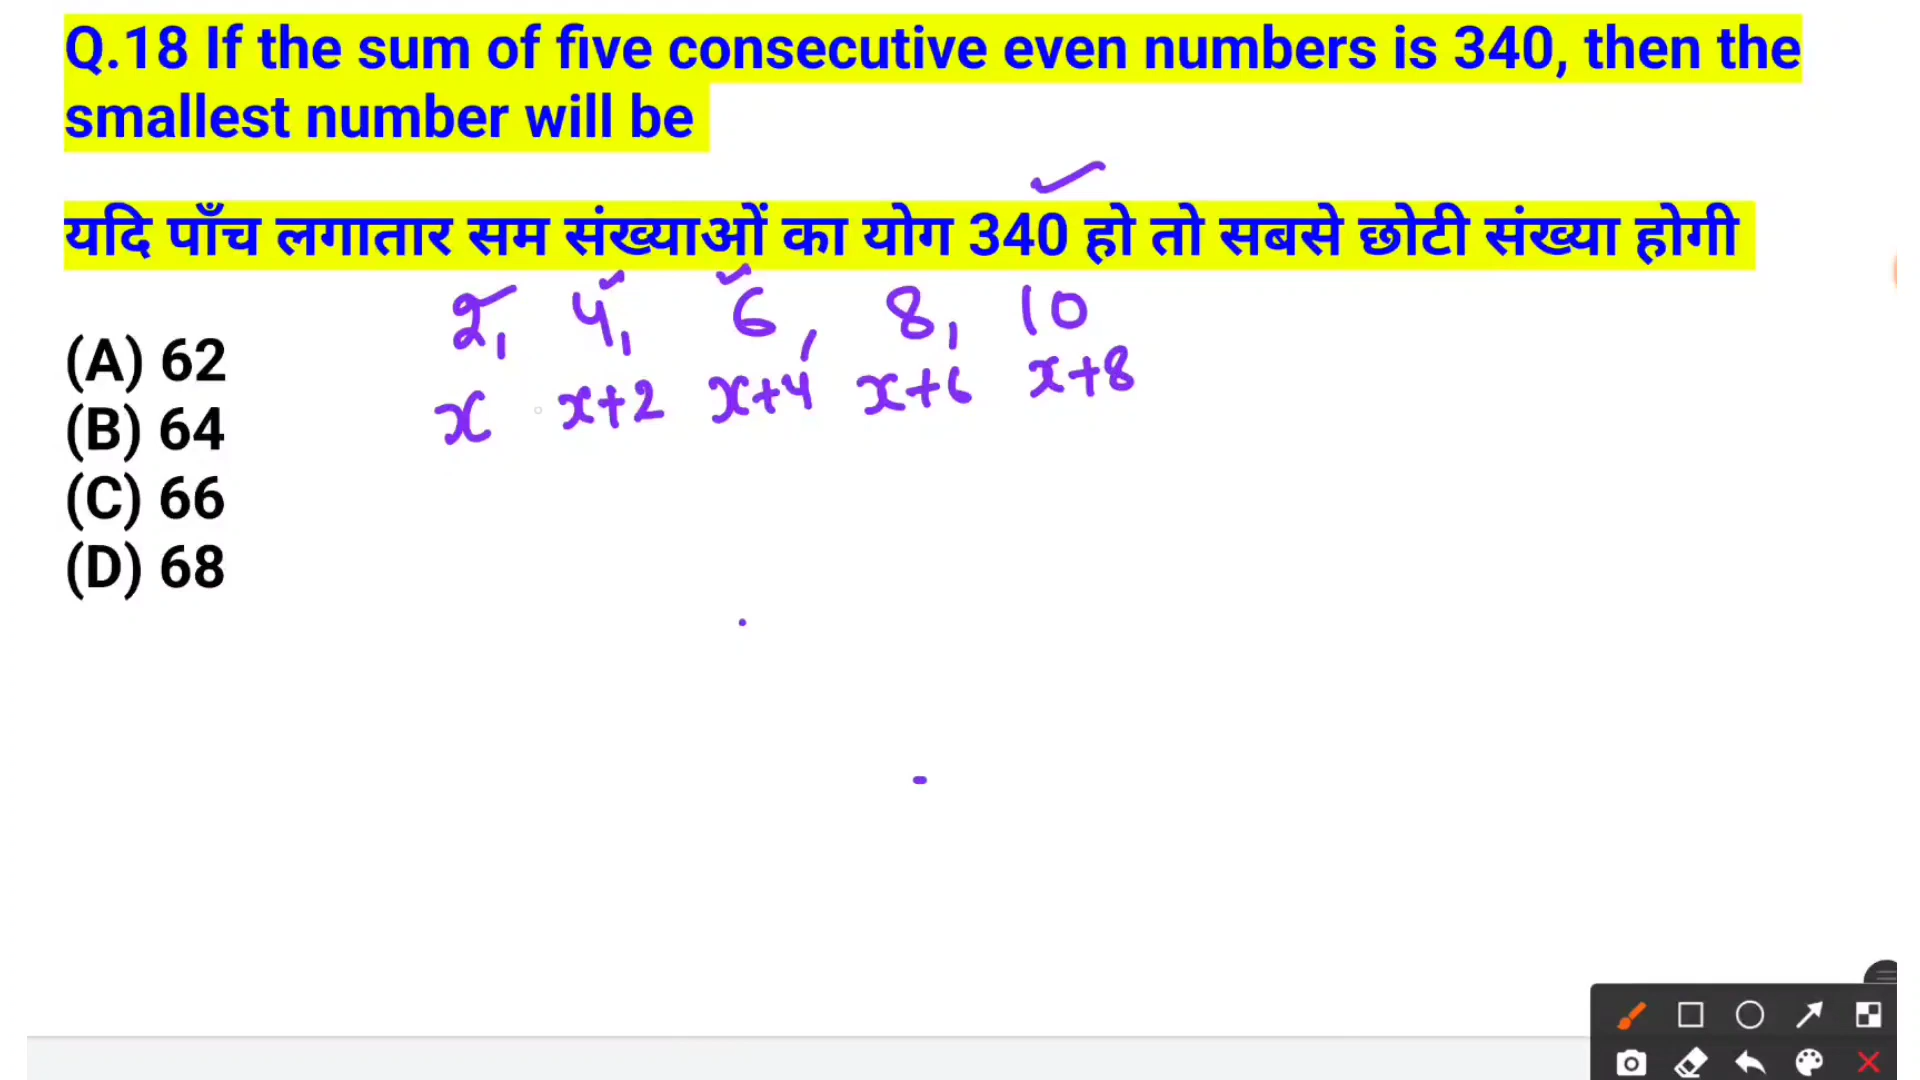 Q.18 If the sum of five consecutive even numbers is 340, then the
smallest number will be
यदि पाँच लगातार सम संख्याओं का योग 340 हो तो सबसे छोटी संख्या होगी
2, 4, 6, 8, 10
x x+2 x+4 x+6 x+8
(A) 62
(B) 64
(C) 66
(D) 68